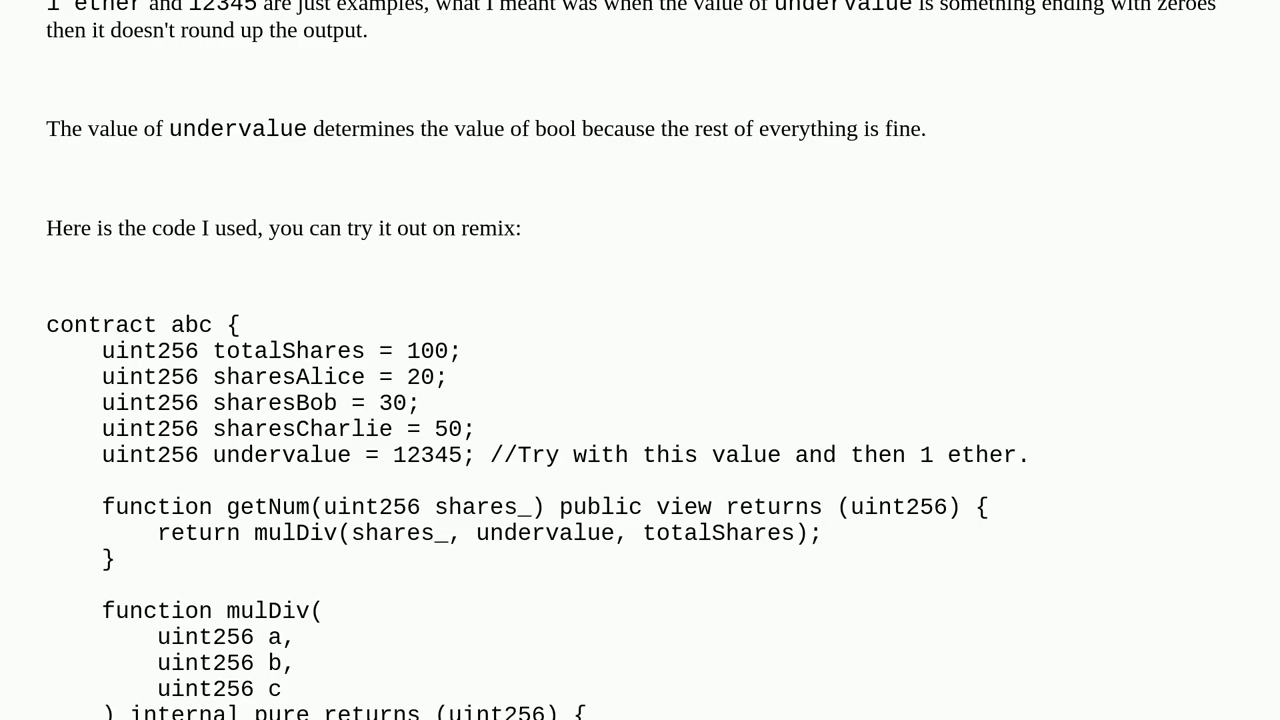 1 ether and 12345 are just examples, what I meant was when the value of undervalue is something ending with zeroes
then it doesn't round up the output.
The value of undervalue determines the value of bool because the rest of everything is fine.
Here is the code I used, you can try it out on remix:
contract abc {
    uint256 totalShares = 100;
    uint256 sharesAlice = 20;
    uint256 sharesBob = 30;
    uint256 sharesCharlie = 50;
    uint256 undervalue = 12345; //Try with this value and then 1 ether.
    function getNum(uint256 shares_) public view returns (uint256) {
        return mulDiv(shares_, undervalue, totalShares);
    }
    function mulDiv(
        uint256 a,
        uint256 b,
        uint256 c
    ) internal pure returns (uint256) {